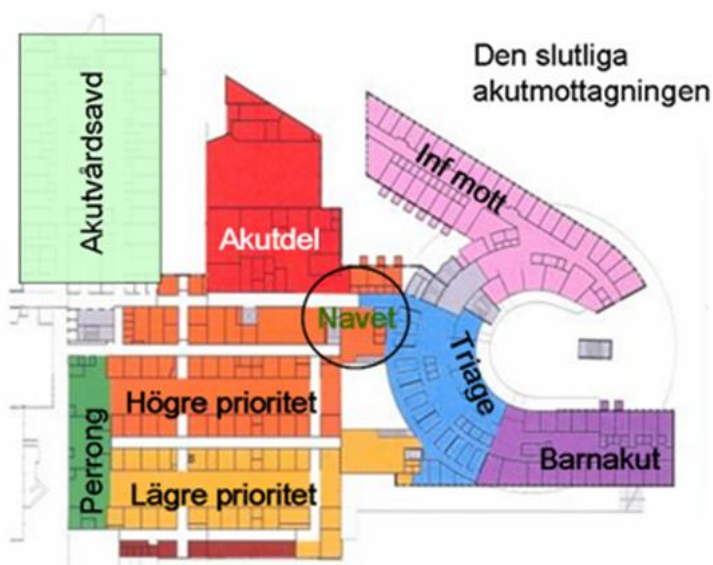 Den slutliga
akutmottagningen
Akutvårdsavd
Inf mott
Akutdel
Navet
Triage
Högre prioritet
Perrong
Barnakut
Lägre prioritet